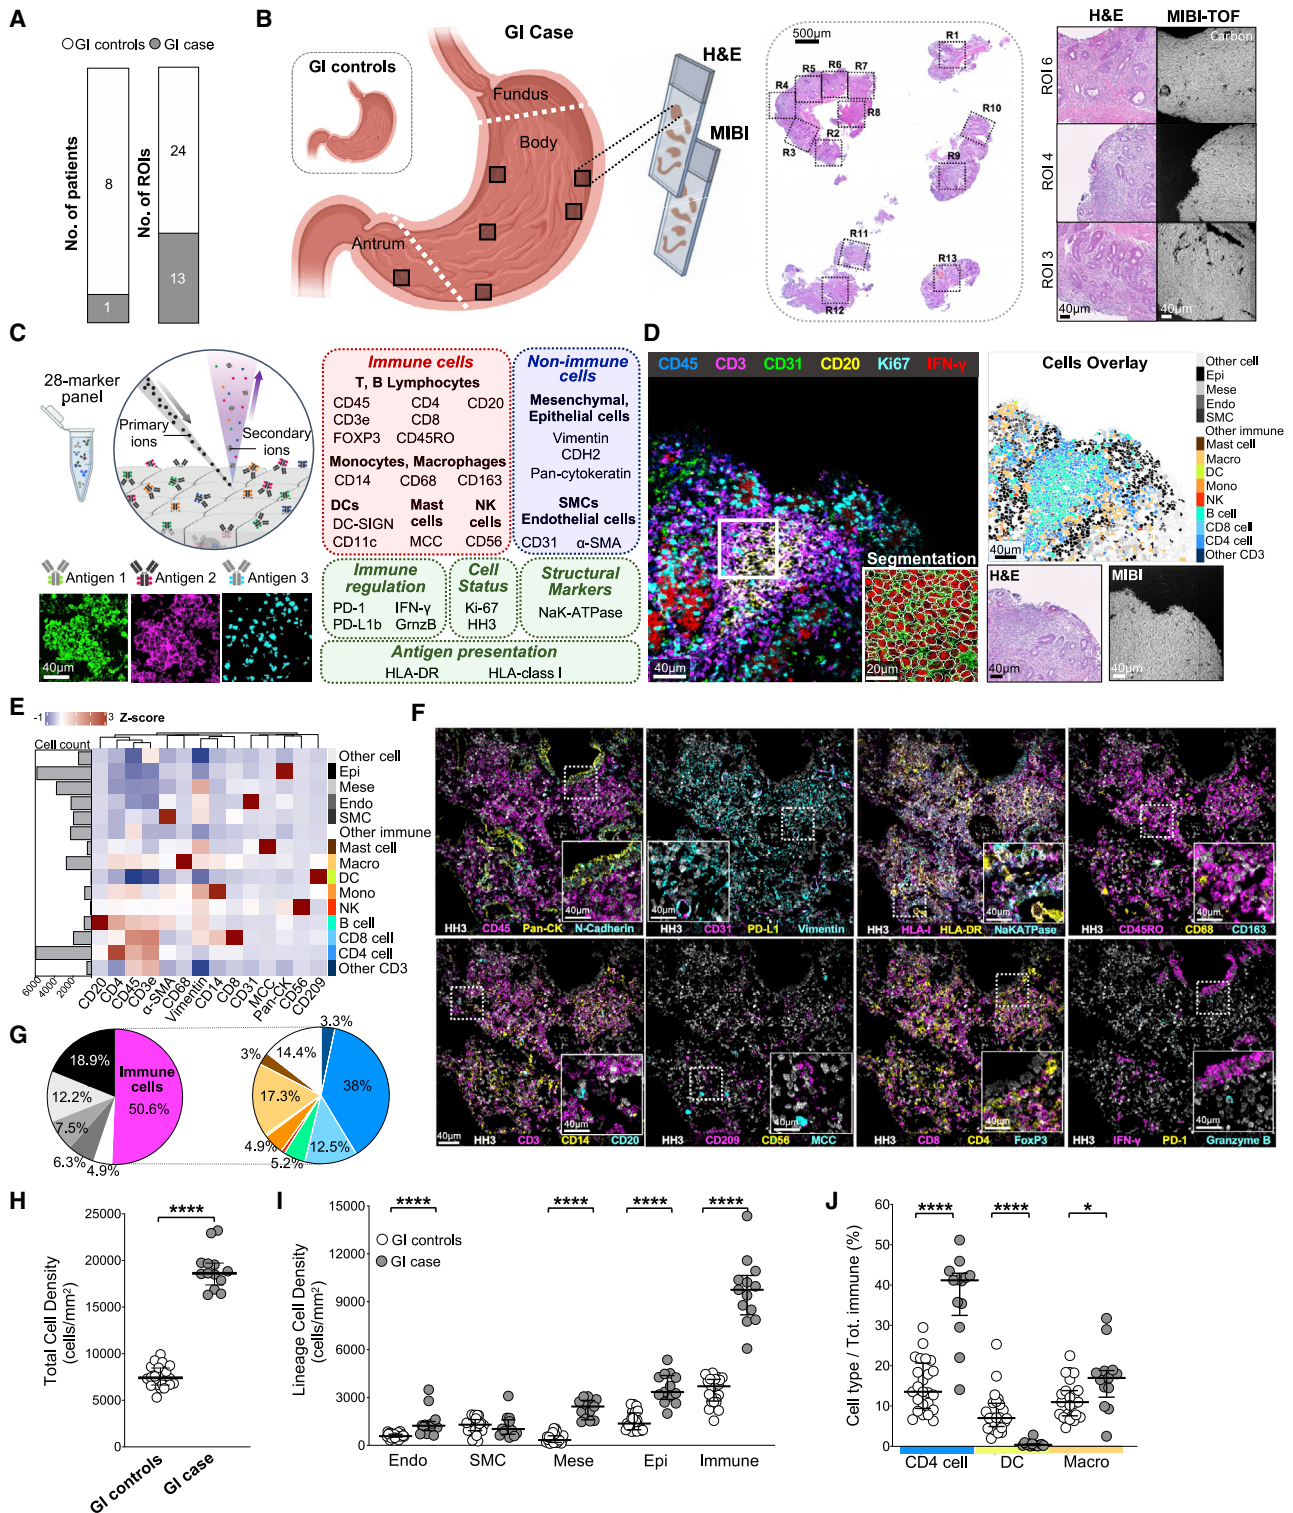 A
GI controls GI case
No. of patients
8
1
No. of ROIs
24
13
B
GI controls
GI Case
Fundus
Body
Antrum
H&E
MIBI
500µm
R1
R5 R6 R7
R4
R8
R3
R2
R10
R9
R11
R12
R13
H&E MIBI-TOF
Carbon
ROI 6
ROI 4
ROI 3
40µm 40µm
C
28-marker
panel
Primary
ions
Secondary
ions
Antigen 1 Antigen 2 Antigen 3
40µm
Immune cells
T, B Lymphocytes
CD45 CD4 CD20
CD3e CD8
FOXP3 CD45RO
Monocytes, Macrophages
CD14 CD68 CD163
DCs Mast cells NK cells
DC-SIGN
CD11c MCC CD56
Non-immune
cells
Mesenchymal,
Epithelial cells
Vimentin
CDH2
Pan-cytokeratin
SMCs
Endothelial cells
CD31 α-SMA
Immune
regulation
PD-1 IFN-γ
PD-L1b GrnzB
Cell
Status
Ki-67
HH3
Structural
Markers
NaK-ATPase
Antigen presentation
HLA-DR HLA-class I
D
CD45 CD3 CD31 CD20 Ki67 IFN-γ
40µm
Segmentation
20µm
Cells Overlay
40µm
Other cell
Epi
Mese
Endo
SMC
Other immune
Mast cell
Macro
DC
Mono
NK
B cell
CD8 cell
CD4 cell
Other CD3
H&E
40µm
MIBI
40µm
E
-1 3 Z-score
Cell count
Other cell
Epi
Mese
Endo
SMC
Other immune
Mast cell
Macro
DC
Mono
NK
B cell
CD8 cell
CD4 cell
Other CD3
6000 4000 2000
CD20 CD4 CD45 CD3e α-SMA CD68 Vimentin CD14 CD8 CD31 MCC Pan-CK CD56 CD209
F
40µm
HH3 CD45 Pan-CK N-Cadherin
40µm
HH3 CD31 PD-L1 Vimentin
40µm
HH3 HLA-I HLA-DR NaKATPase
40µm
HH3 CD45RO CD68 CD163
40µm
40µm
HH3 CD3 CD14 CD20
40µm
HH3 CD209 CD56 MCC
40µm
HH3 CD8 CD4 FoxP3
40µm
HH3 IFN-γ PD-1 Granzyme B
G
18.9%
12.2%
7.5%
6.3%
4.9%
Immune
cells
50.6%
3.3%
14.4%
3%
17.3%
4.9%
5.2%
12.5%
38%
H
Total Cell Density
(cells/mm²)
25000
20000
15000
10000
5000
0
****
GI controls
GI case
I
Lineage Cell Density
(cells/mm²)
15000
12000
9000
6000
3000
0
GI controls
GI case
**** **** **** ****
Endo SMC Mese Epi Immune
J
Cell type / Tot. immune (%)
60
50
40
30
20
10
0
**** **** *
CD4 cell DC Macro